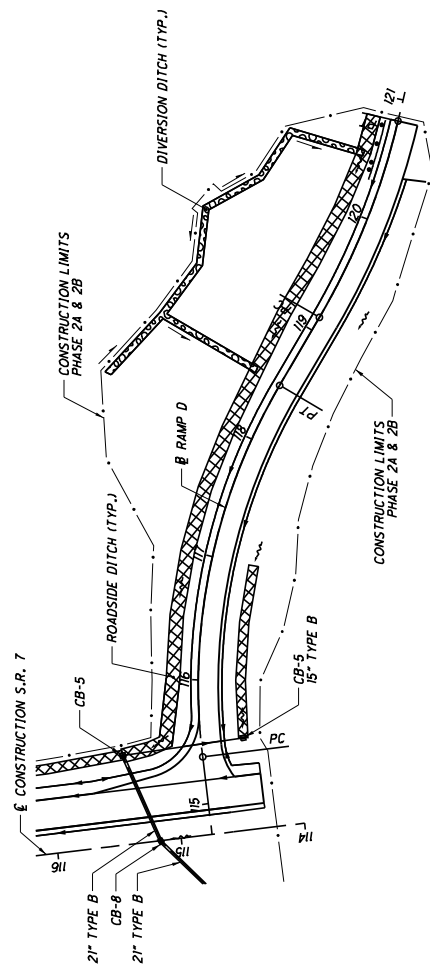 ℄ CONSTRUCTION S.R. 7
CONSTRUCTION LIMITS
PHASE 2A & 2B
DIVERSION DITCH (TYP.)
ROADSIDE DITCH (TYP.)
CB-5
116
21" TYPE B
CB-8
21" TYPE B
115
114
115
PC
116
117
118
PT
119
120
121
RAMP D
CB-5
15" TYPE B
CONSTRUCTION LIMITS
PHASE 2A & 2B